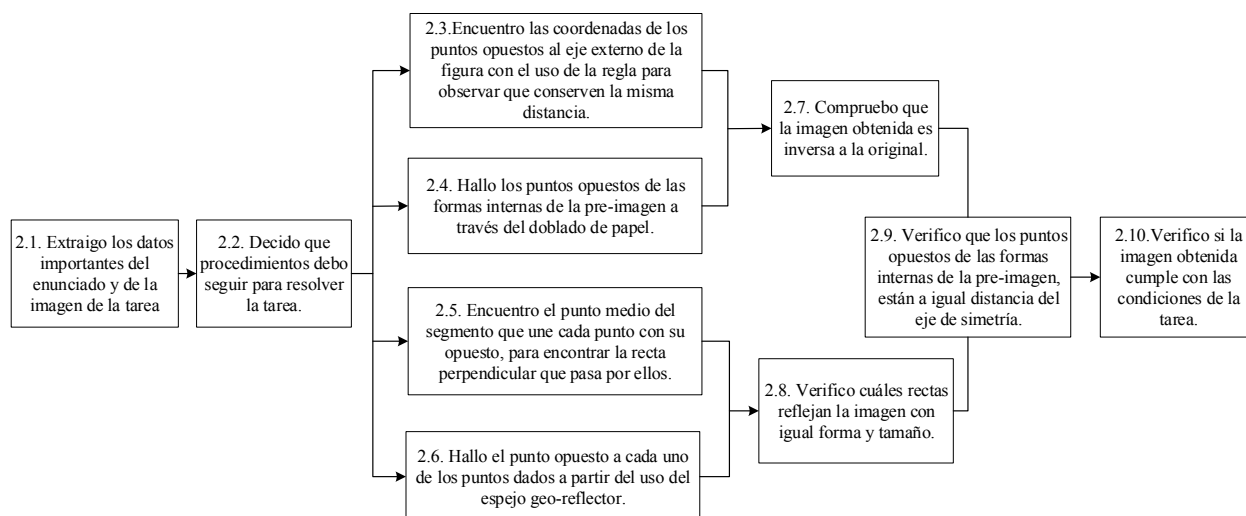 2.1. Extraigo los datos
importantes del
enunciado y de la
imagen de la tarea
2.2. Decido que
procedimientos debo
seguir para resolver
la tarea.
2.3.Encuentro las coordenadas de los
puntos opuestos al eje externo de la
figura con el uso de la regla para
observar que conserven la misma
distancia.
2.4. Hallo los puntos opuestos de las
formas internas de la pre-imagen a
través del doblado de papel.
2.5. Encuentro el punto medio del
segmento que une cada punto con su
opuesto, para encontrar la recta
perpendicular que pasa por ellos.
2.6. Hallo el punto opuesto a cada uno
de los puntos dados a partir del uso del
espejo geo-reflector.
2.7. Compruebo que
la imagen obtenida es
inversa a la original.
2.8. Verifico cuáles rectas
reflejan la imagen con
igual forma y tamaño.
2.9. Verifico que los puntos
opuestos de las formas
internas de la pre-imagen,
están a igual distancia del
eje de simetría.
2.10.Verifico si la
imagen obtenida
cumple con las
condiciones de la
tarea.